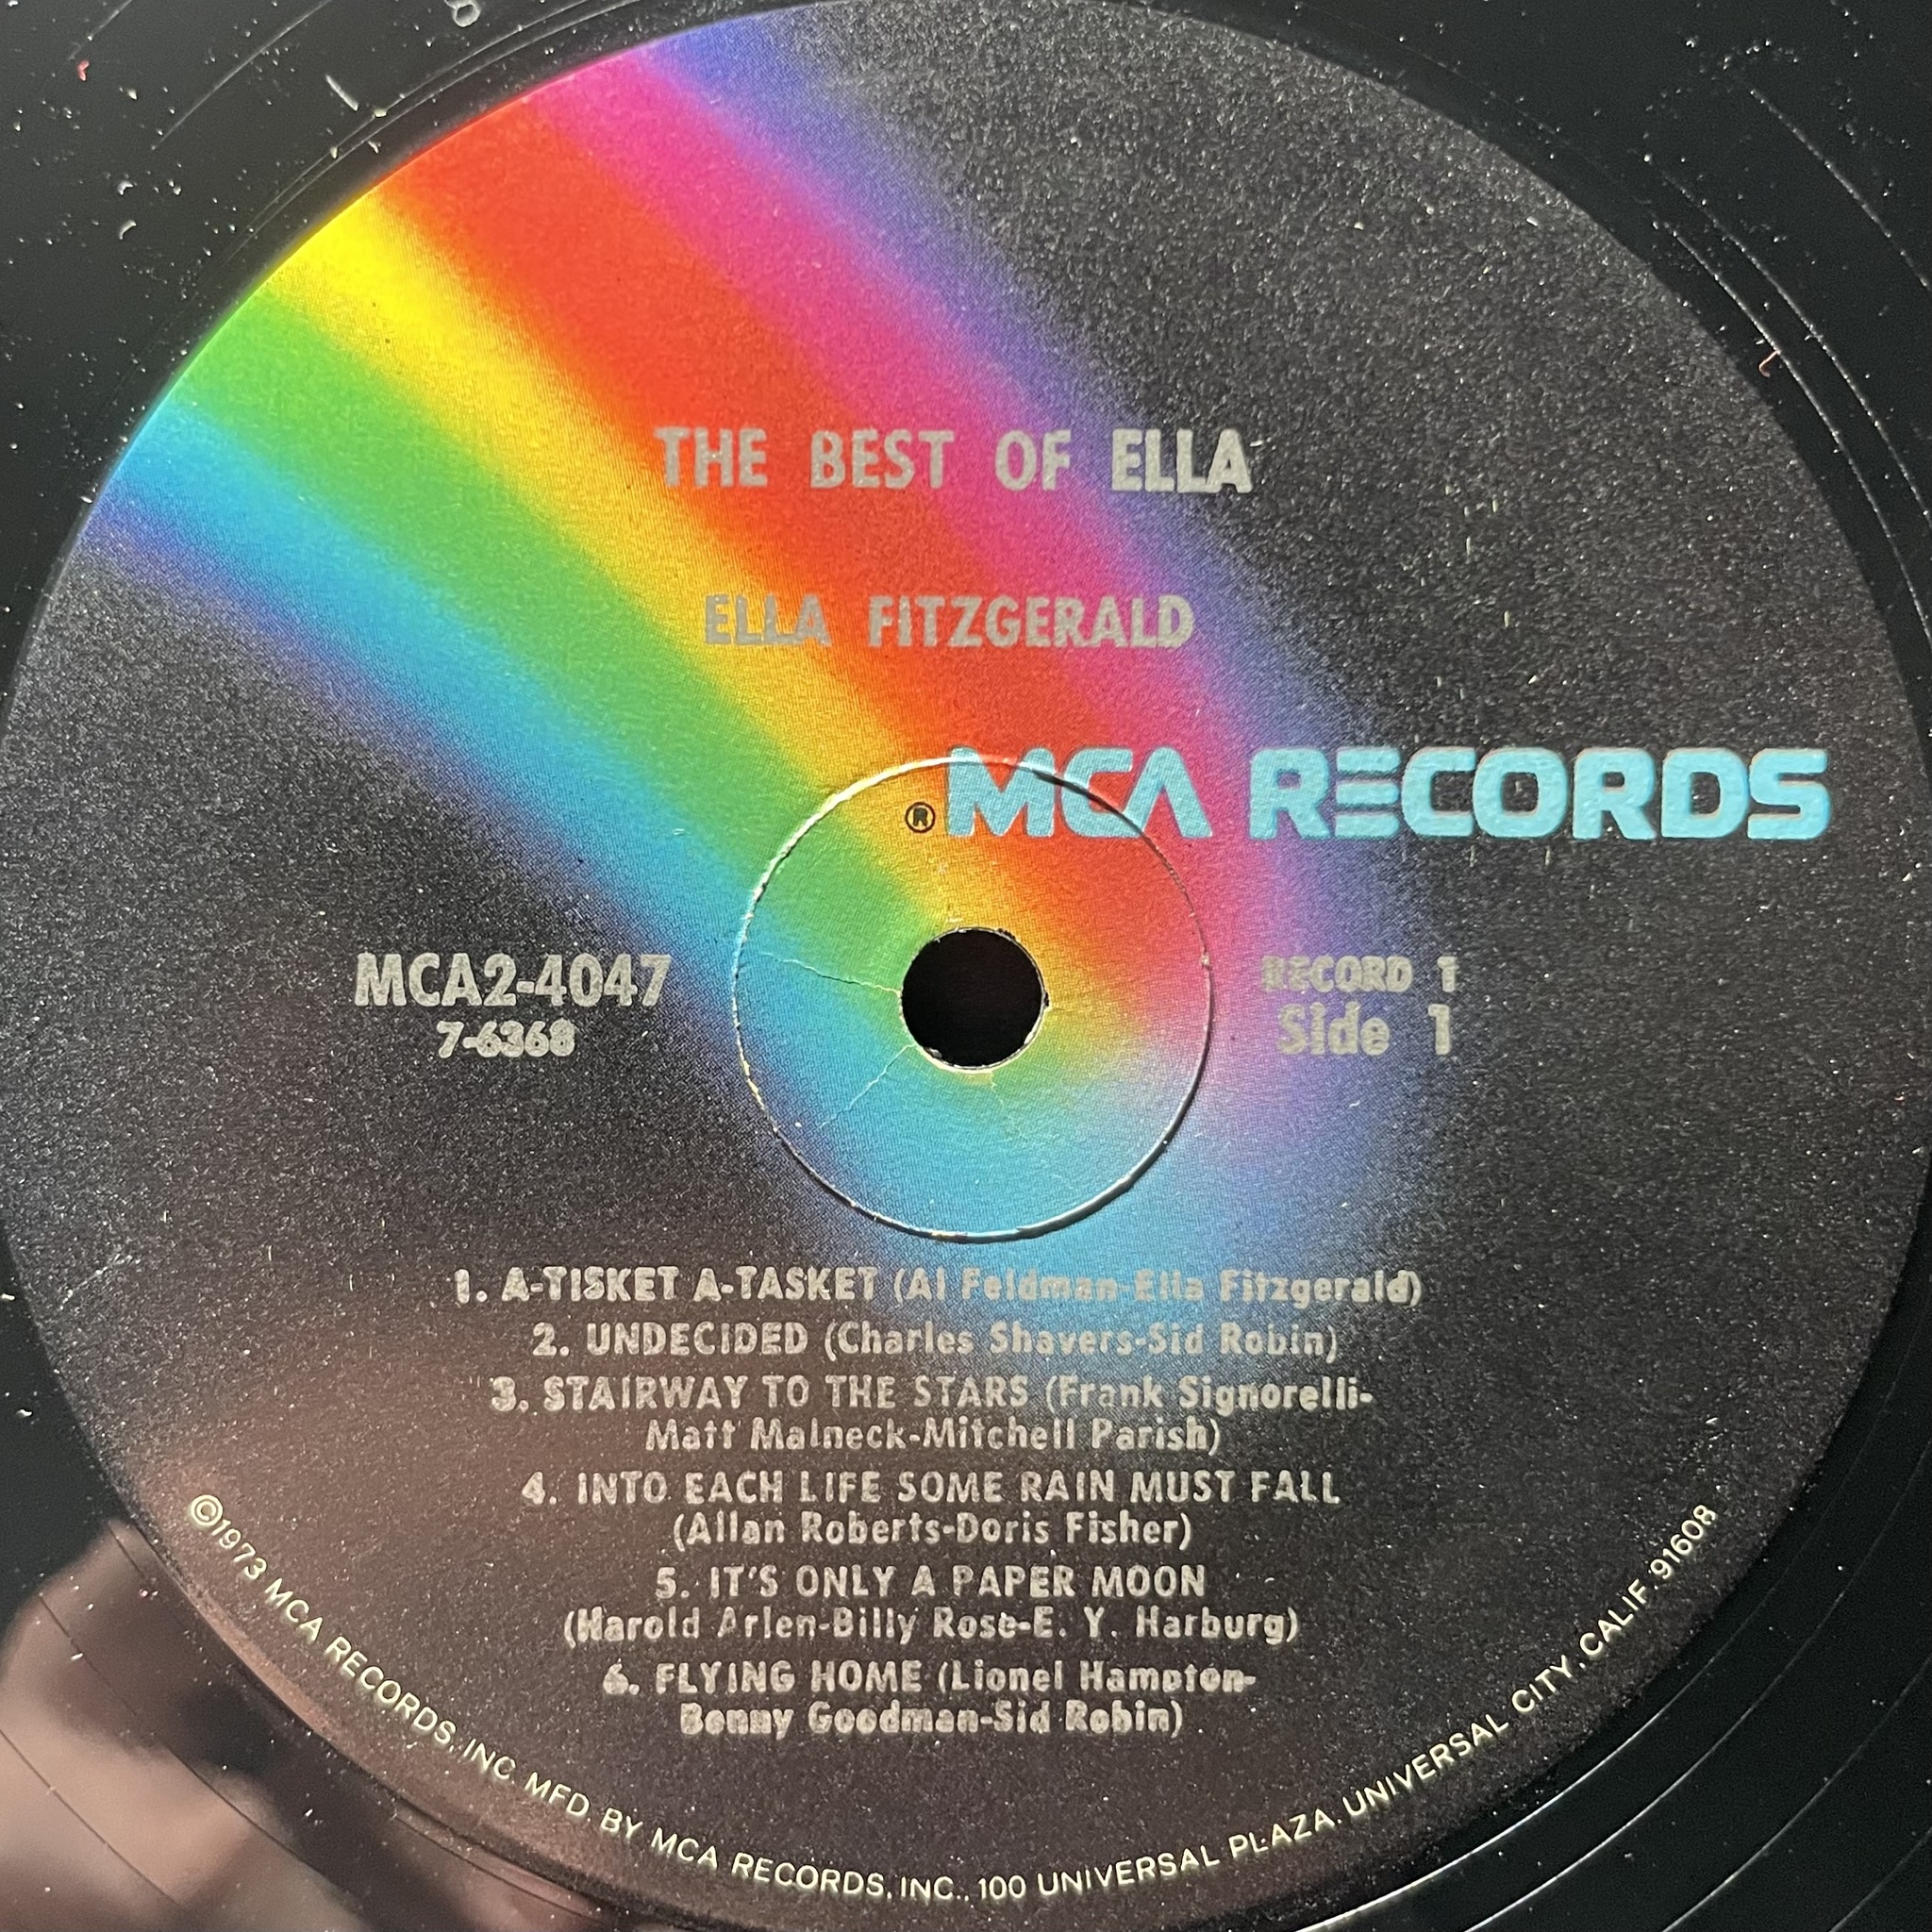 THE BEST OF ELLA
ELLA FITZGERALD
® MCA RECORDS
MCA2-4047
7-6368
RECORD 1
Side 1
1. A-TISKET A-TASKET (Al Feldman-Ella Fitzgerald)
2. UNDECIDED (Charles Shavers-Sid Robin)
3. STAIRWAY TO THE STARS (Frank Signorelli-
Matt Malneck-Mitchell Parish)
4. INTO EACH LIFE SOME RAIN MUST FALL
(Allan Roberts-Doris Fisher)
5. IT'S ONLY A PAPER MOON
(Harold Arlen-Billy Rose-E. Y. Harburg)
6. FLYING HOME (Lionel Hampton-
Benny Goodman-Sid Robin)
©1973 MCA RECORDS, INC. MFD. BY MCA RECORDS, INC., 100 UNIVERSAL PLAZA. UNIVERSAL CITY, CALIF. 91608